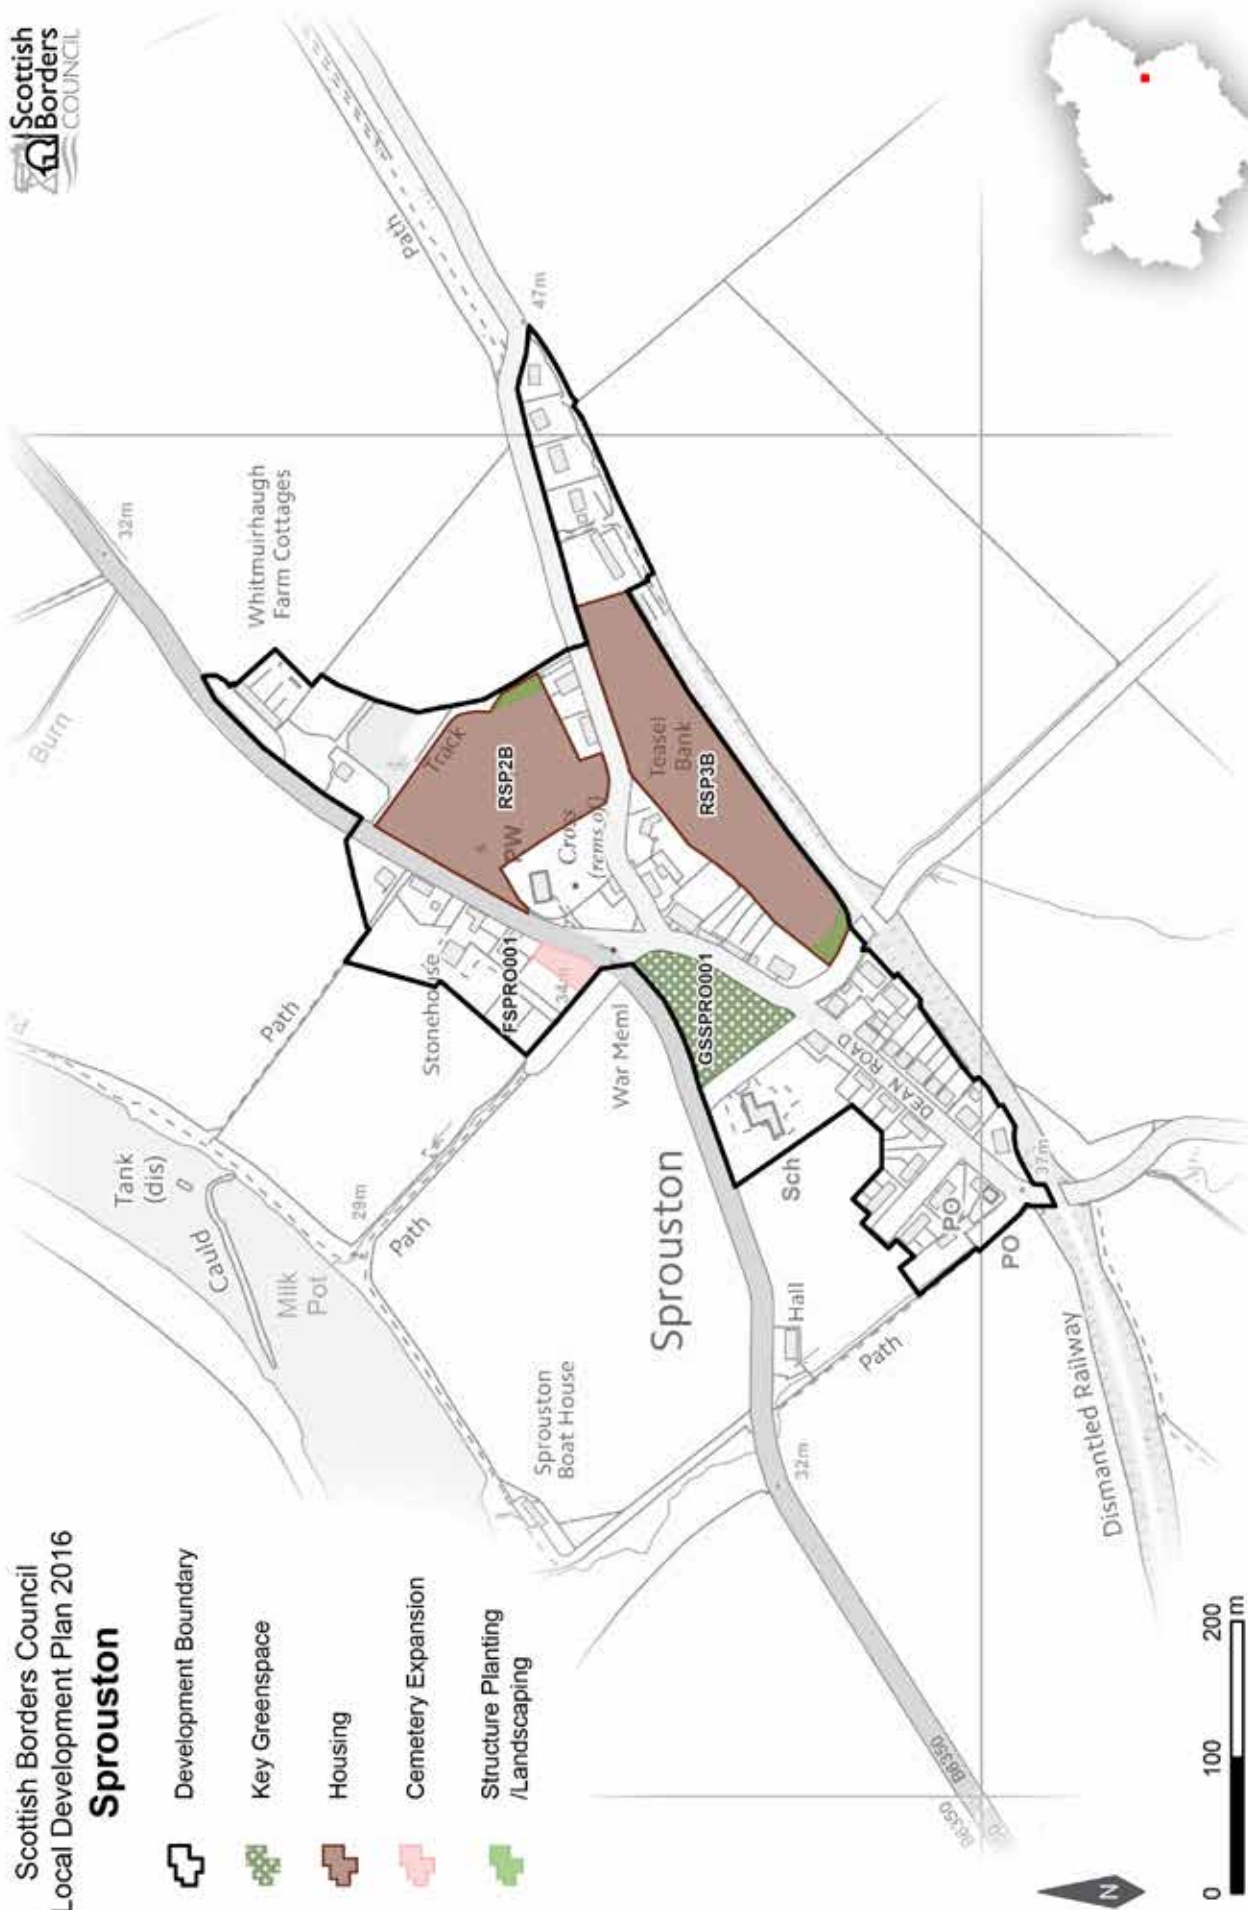 Scottish Borders Council
Local Development Plan 2016
Sprouston
Development Boundary
Key Greenspace
Housing
Cemetery Expansion
Structure Planting
/Landscaping
Scottish
Borders
COUNCIL
Burn
32m
Whitmuirhaugh
Farm Cottages
Path
47m
Track
RSP2B
PW
Cross
(rems of)
Teasel
Bank
RSP3B
Path
Stonehouse
FSPRO001
34m
War Meml
GSSPRO001
Tank
(dis)
Cauld
Milk
Pot
29m
Path
Sprouston
Sch
DEAN ROAD
PO
PO
37m
Sprouston
Boat House
Hall
Path
32m
Dismantled Railway
B6350
B6350
N
0 100 200
m